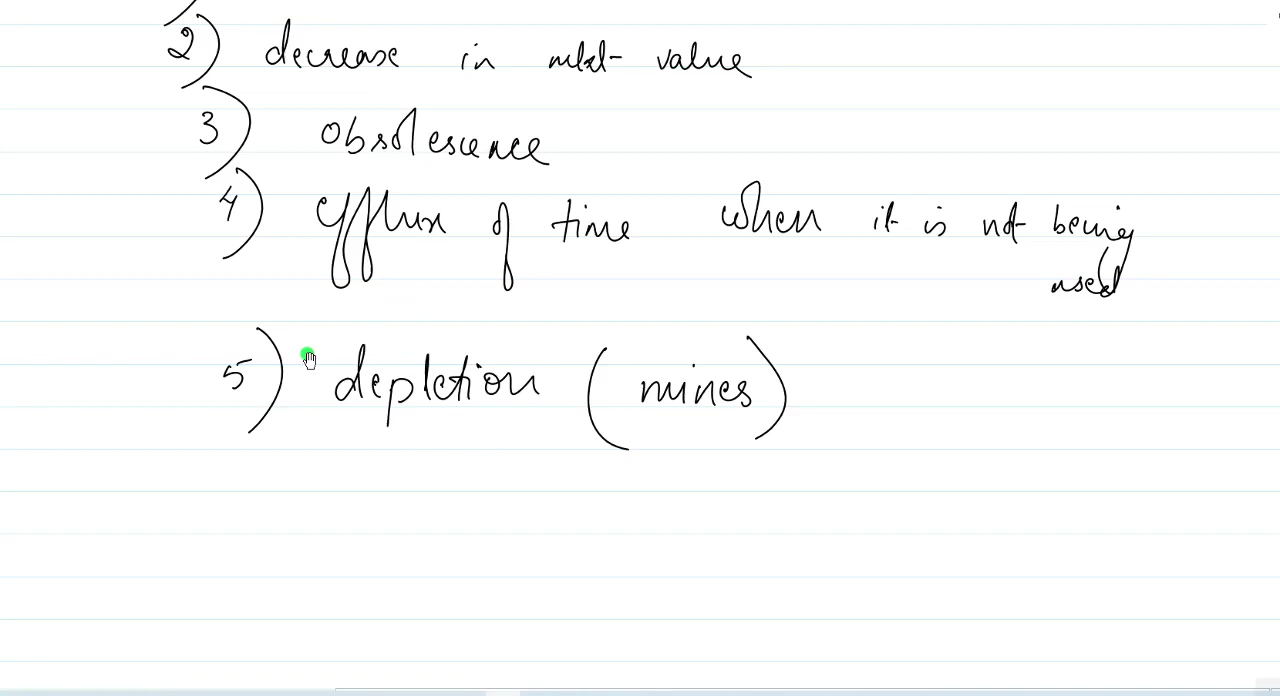 2) decrease in mkt value
3) obsolescence
4) efflux of time when it is not being
used
5) depletion (mines)